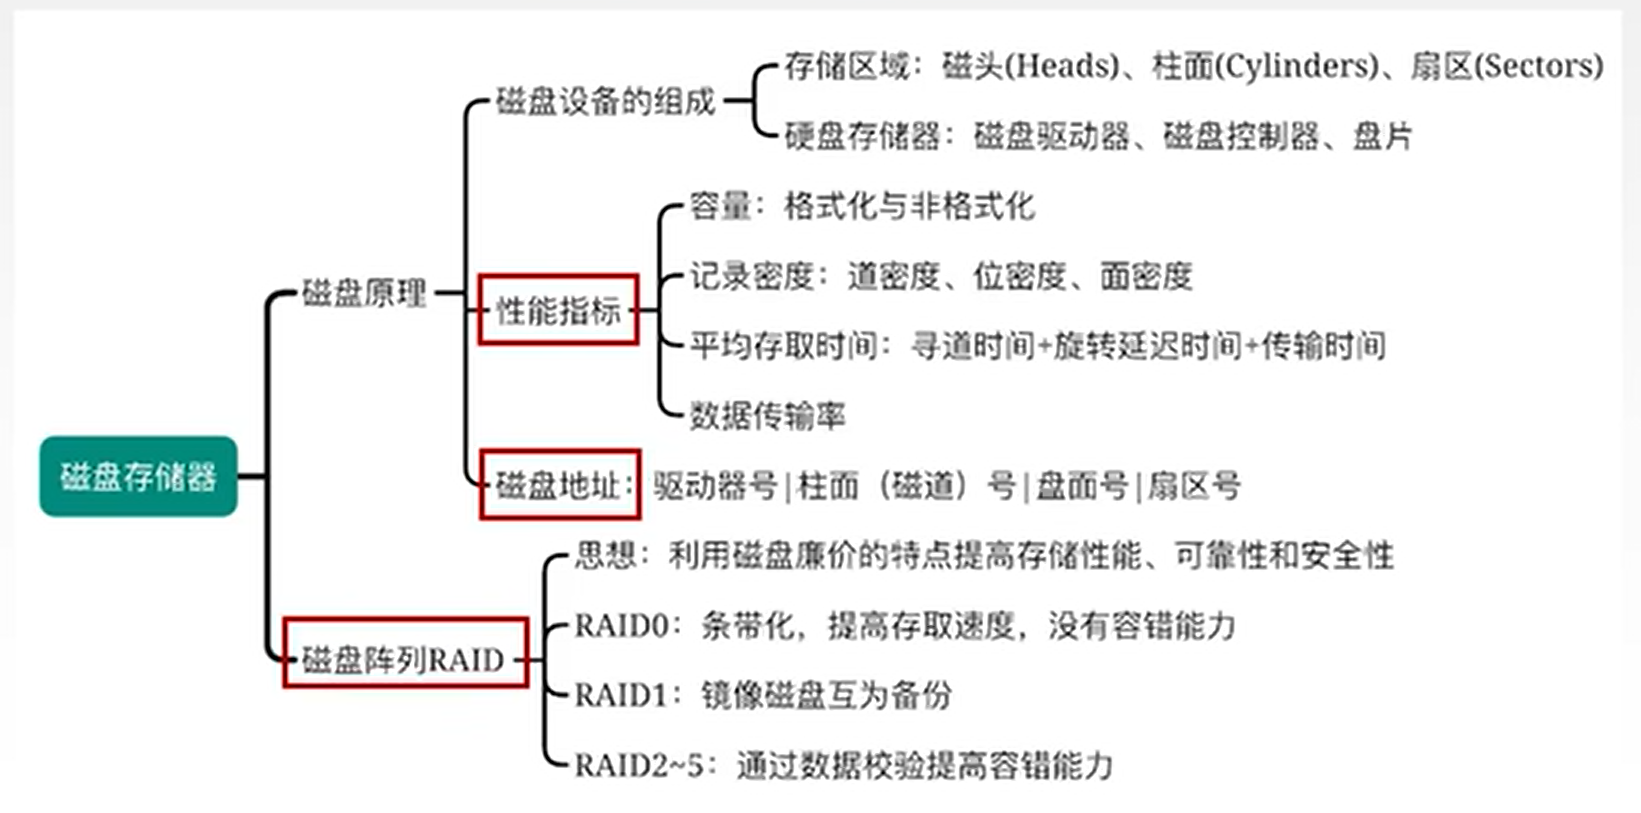 磁盘存储器
磁盘原理
磁盘设备的组成
存储区域：磁头(Heads)、柱面(Cylinders)、扇区(Sectors)
硬盘存储器：磁盘驱动器、磁盘控制器、盘片
性能指标
容量：格式化与非格式化
记录密度：道密度、位密度、面密度
平均存取时间：寻道时间+旋转延迟时间+传输时间
数据传输率
磁盘地址：驱动器号|柱面（磁道）号|盘面号|扇区号
磁盘阵列RAID
思想：利用磁盘廉价的特点提高存储性能、可靠性和安全性
RAID0：条带化，提高存取速度，没有容错能力
RAID1：镜像磁盘互为备份
RAID2~5：通过数据校验提高容错能力